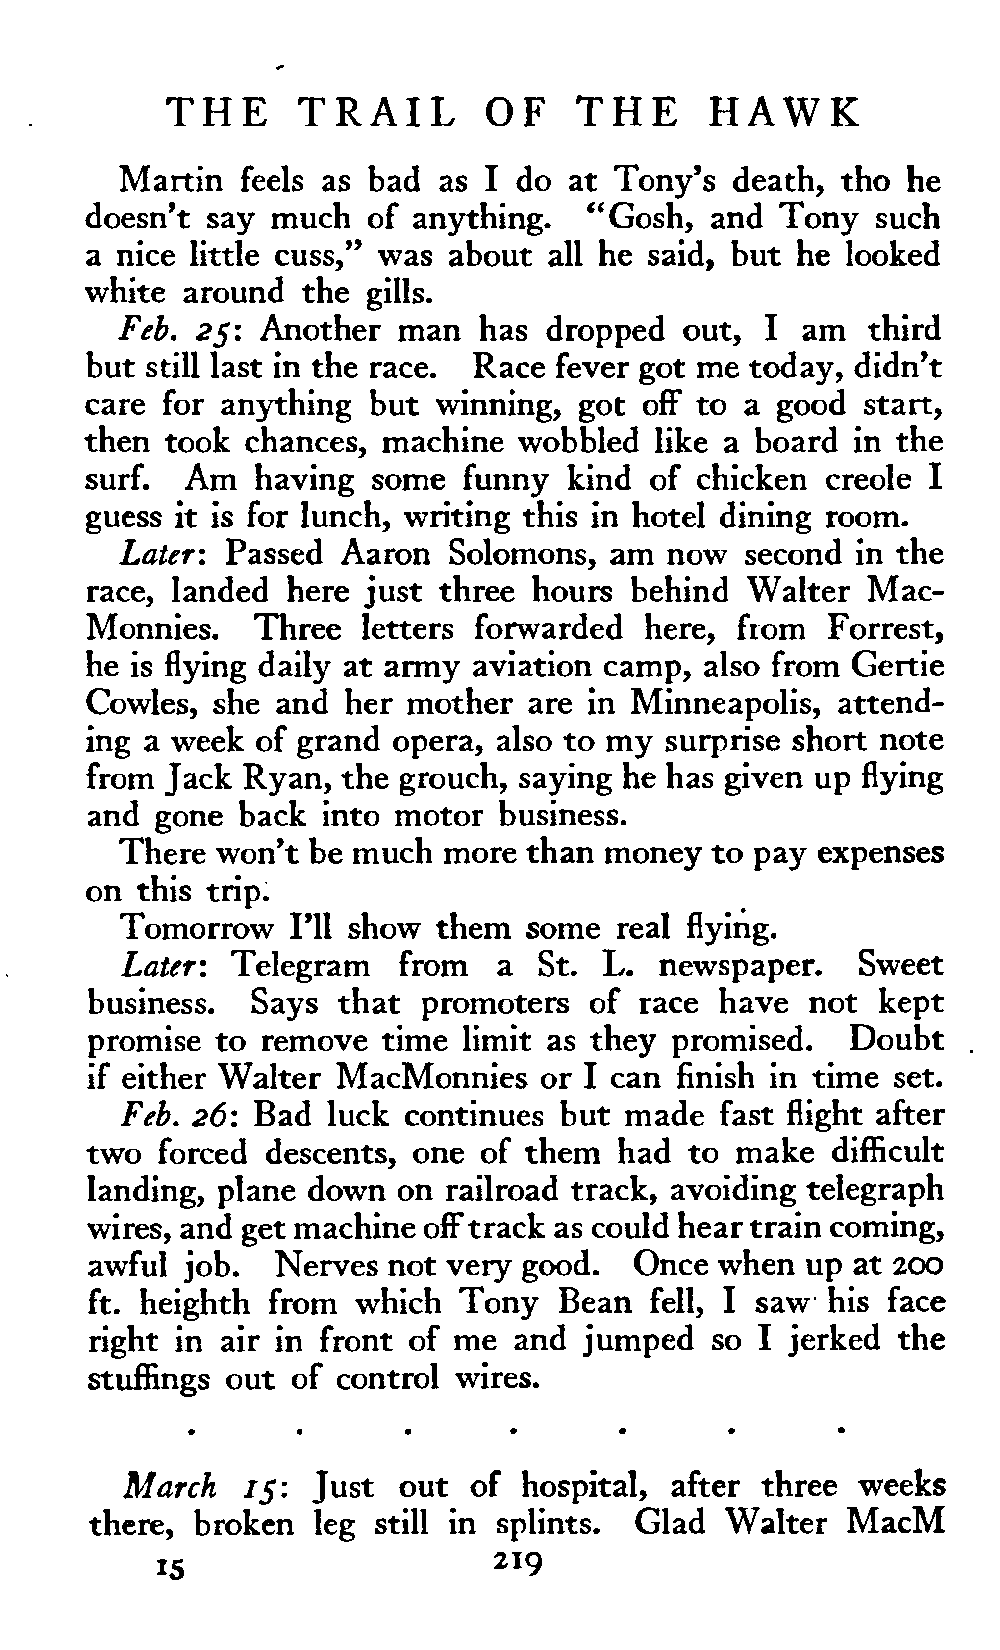 THE TRAIL OF THE HAWK
Martin feels as bad as I do at Tony's death, tho he
doesn't say much of anything. "Gosh, and Tony such
a nice little cuss," was about all he said, but he looked
white around the gills.
Feb. 25: Another man has dropped out, I am third
but still last in the race. Race fever got me today, didn't
care for anything but winning, got off to a good start,
then took chances, machine wobbled like a board in the
surf. Am having some funny kind of chicken creole I
guess it is for lunch, writing this in hotel dining room.
Later: Passed Aaron Solomons, am now second in the
race, landed here just three hours behind Walter Mac-
Monnies. Three letters forwarded here, from Forrest,
he is flying daily at army aviation camp, also from Gertie
Cowles, she and her mother are in Minneapolis, attend-
ing a week of grand opera, also to my surprise short note
from Jack Ryan, the grouch, saying he has given up flying
and gone back into motor business.
There won't be much more than money to pay expenses
on this trip.
Tomorrow I'll show them some real flying.
Later: Telegram from a St. L. newspaper. Sweet
business. Says that promoters of race have not kept
promise to remove time limit as they promised. Doubt
if either Walter MacMonnies or I can finish in time set.
Feb. 26: Bad luck continues but made fast flight after
two forced descents, one of them had to make difficult
landing, plane down on railroad track, avoiding telegraph
wires, and get machine off track as could hear train coming,
awful job. Nerves not very good. Once when up at 200
ft. heighth from which Tony Bean fell, I saw his face
right in air in front of me and jumped so I jerked the
stuffings out of control wires.
. . . . . . .
March 15: Just out of hospital, after three weeks
there, broken leg still in splints. Glad Walter MacM
15 219